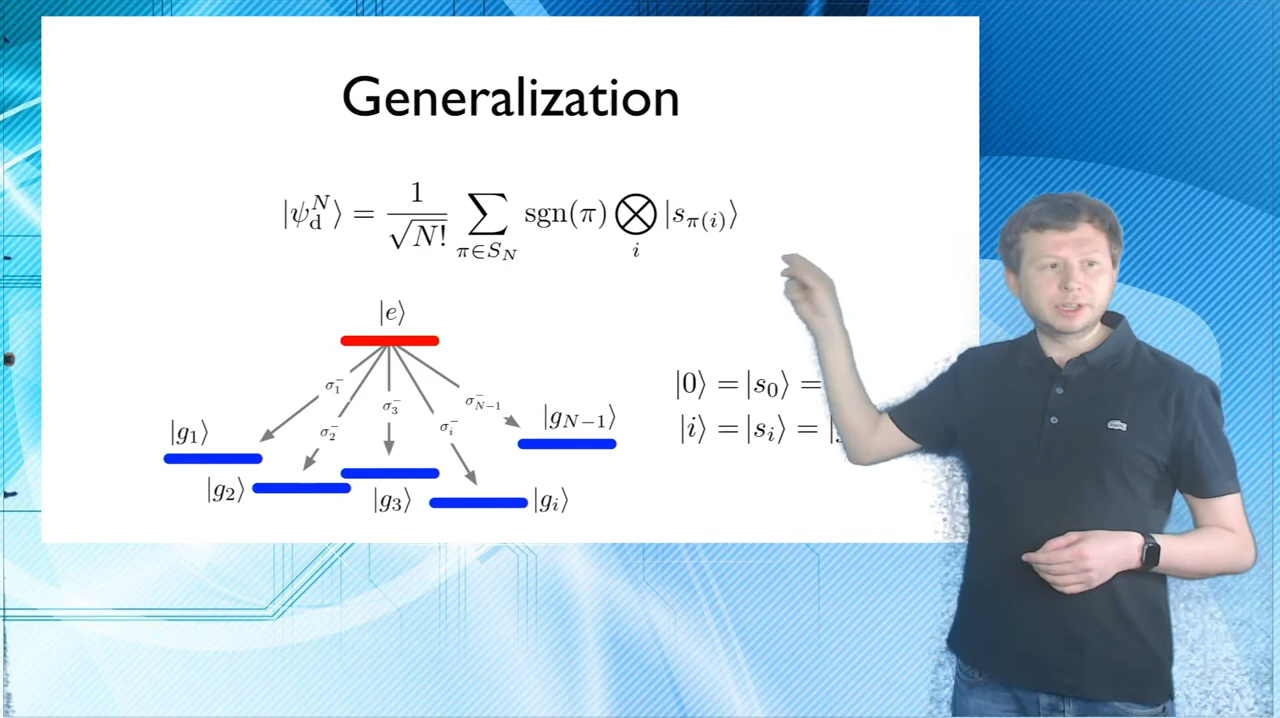 Generalization
|ψ_d^N⟩ = 1/√N! ∑_{π∈S_N} sgn(π) ⊗_i |s_{π(i)}⟩
|e⟩
σ_1^- σ_2^- σ_3^- σ_i^- σ_{N−1}^-
|g_1⟩ |g_2⟩ |g_3⟩ |g_i⟩ |g_{N−1}⟩
|0⟩ = |s_0⟩ =
|i⟩ = |s_i⟩ = |